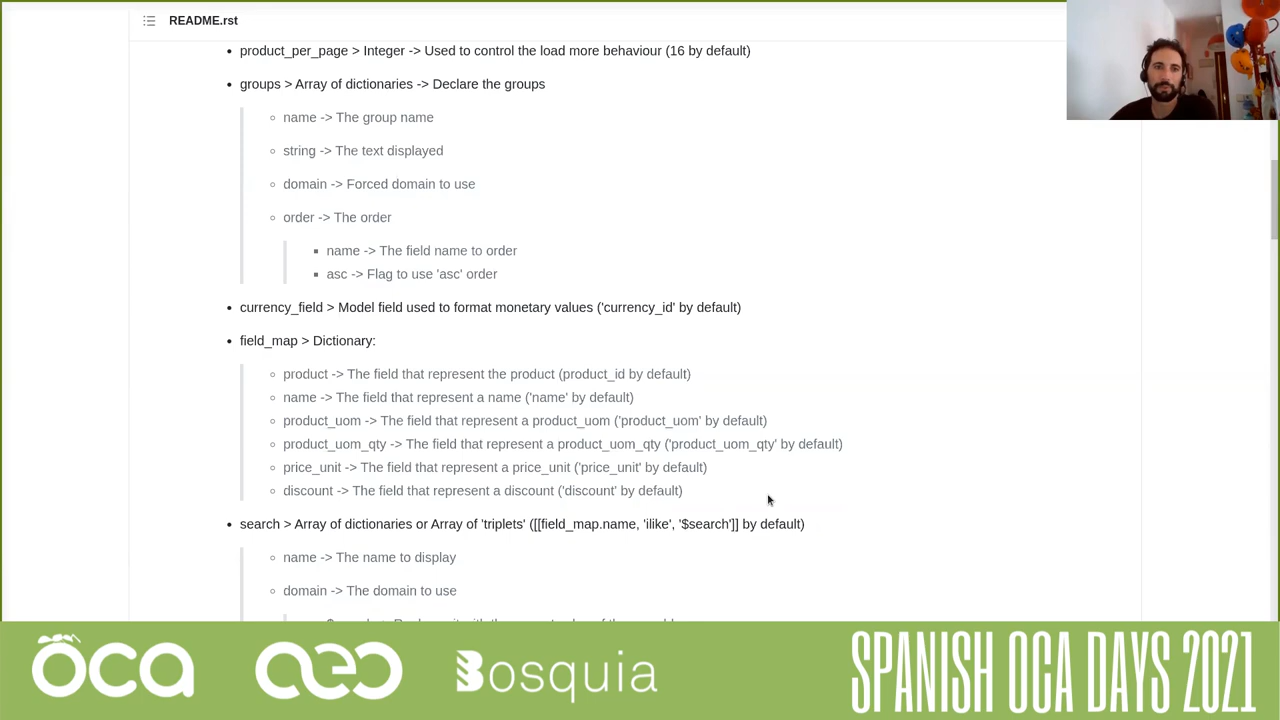 README.rst
product_per_page > Integer -> Used to control the load more behaviour (16 by default)
groups > Array of dictionaries -> Declare the groups
name -> The group name
string -> The text displayed
domain -> Forced domain to use
order -> The order
name -> The field name to order
asc -> Flag to use 'asc' order
currency_field > Model field used to format monetary values ('currency_id' by default)
field_map > Dictionary:
product -> The field that represent the product (product_id by default)
name -> The field that represent a name ('name' by default)
product_uom -> The field that represent a product_uom ('product_uom' by default)
product_uom_qty -> The field that represent a product_uom_qty ('product_uom_qty' by default)
price_unit -> The field that represent a price_unit ('price_unit' by default)
discount -> The field that represent a discount ('discount' by default)
search > Array of dictionaries or Array of 'triplets' ([[field_map.name, 'ilike', '$search']] by default)
name -> The name to display
domain -> The domain to use
oca aeo Bosquia SPANISH OCA DAYS 2021